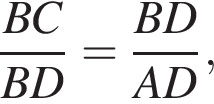 BC/BD = BD/AD,